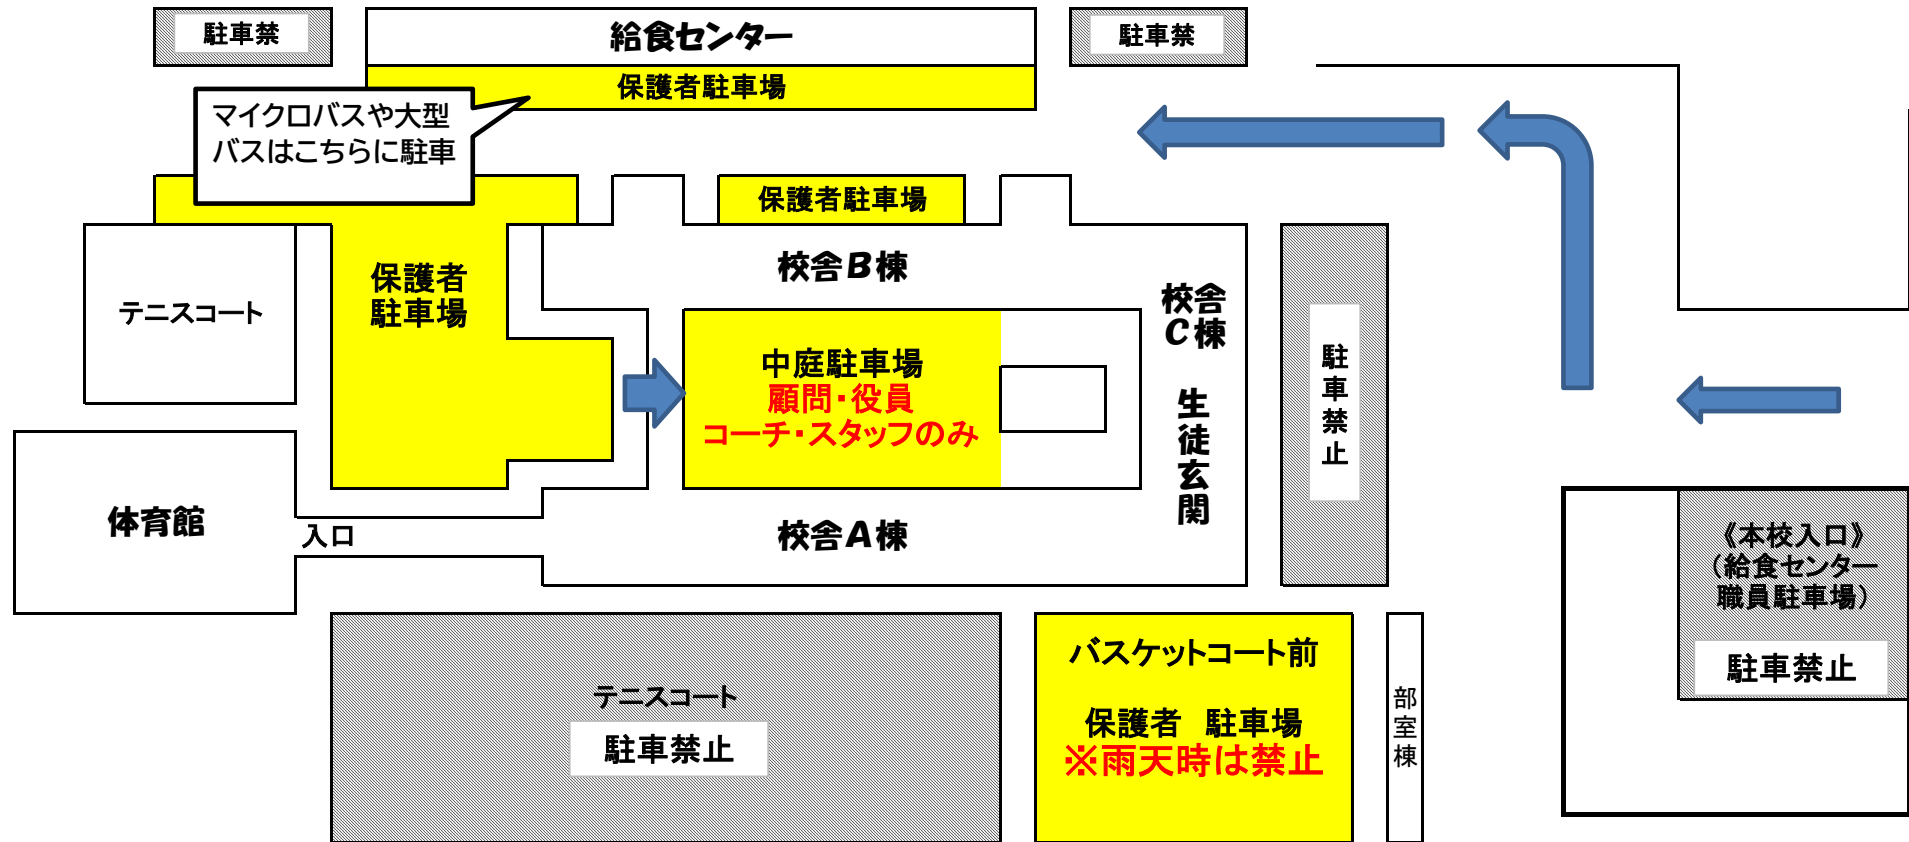 駐車禁
給食センター
駐車禁
保護者駐車場
マイクロバスや大型
バスはこちらに駐車
保護者駐車場
保護者
駐車場
校舎B棟
テニスコート
校舎
C棟
生徒玄関
駐車禁止
中庭駐車場
顧問・役員
コーチ・スタッフのみ
体育館
入口
校舎A棟
《本校入口》
（給食センター
職員駐車場）
駐車禁止
バスケットコート前
保護者　駐車場
※雨天時は禁止
テニスコート
駐車禁止
部室棟